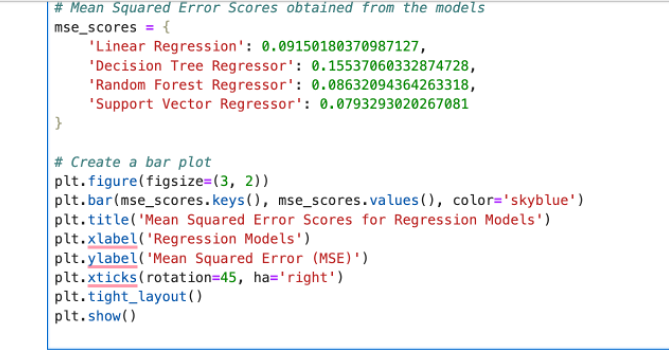 # Mean Squared Error Scores obtained from the models
mse_scores = {
    'Linear Regression': 0.09150180370987127,
    'Decision Tree Regressor': 0.15537060332874728,
    'Random Forest Regressor': 0.08632094364263318,
    'Support Vector Regressor': 0.0793293020267081
}
# Create a bar plot
plt.figure(figsize=(3, 2))
plt.bar(mse_scores.keys(), mse_scores.values(), color='skyblue')
plt.title('Mean Squared Error Scores for Regression Models')
plt.xlabel('Regression Models')
plt.ylabel('Mean Squared Error (MSE)')
plt.xticks(rotation=45, ha='right')
plt.tight_layout()
plt.show()